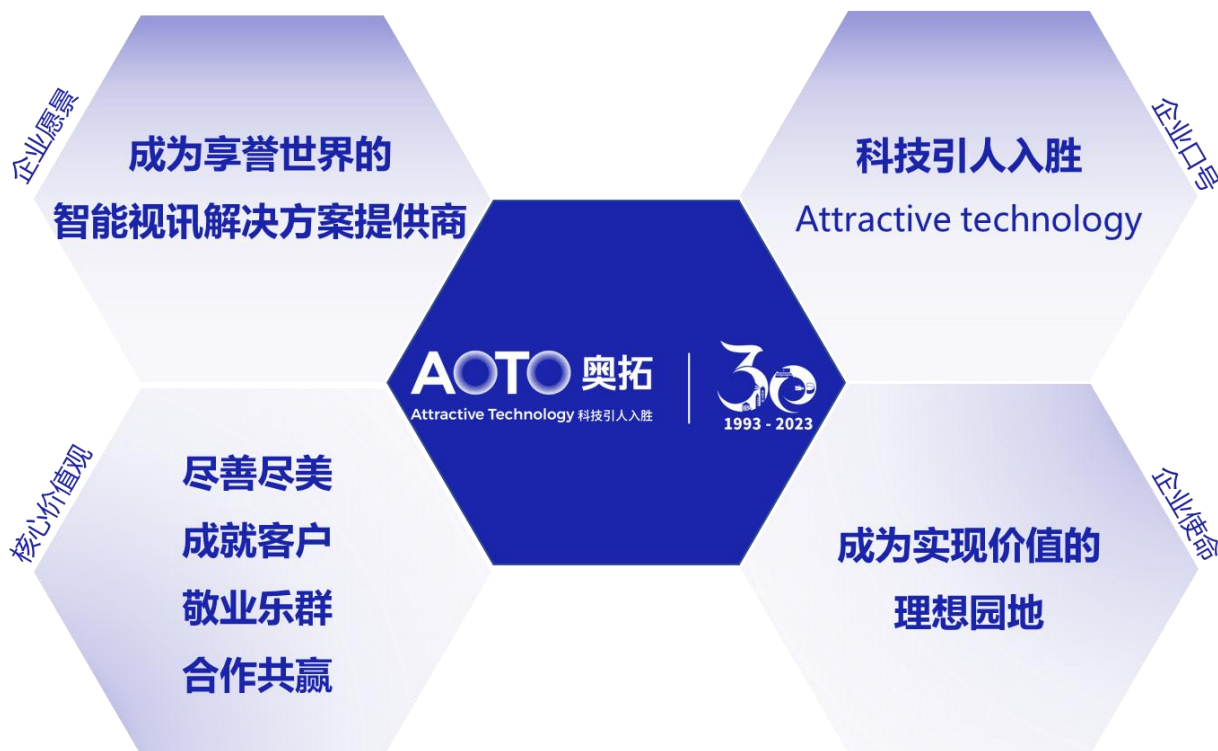 企业愿景
成为享誉世界的
智能视讯解决方案提供商
企业口号
科技引人入胜
Attractive technology
AOTO 奥拓
Attractive Technology 科技引人入胜
30
1993 - 2023
核心价值观
尽善尽美
成就客户
敬业乐群
合作共赢
企业使命
成为实现价值的
理想园地